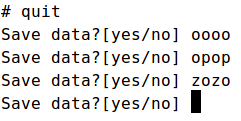 # quit
Save data?[yes/no] oooo
Save data?[yes/no] opop
Save data?[yes/no] zozo
Save data?[yes/no]